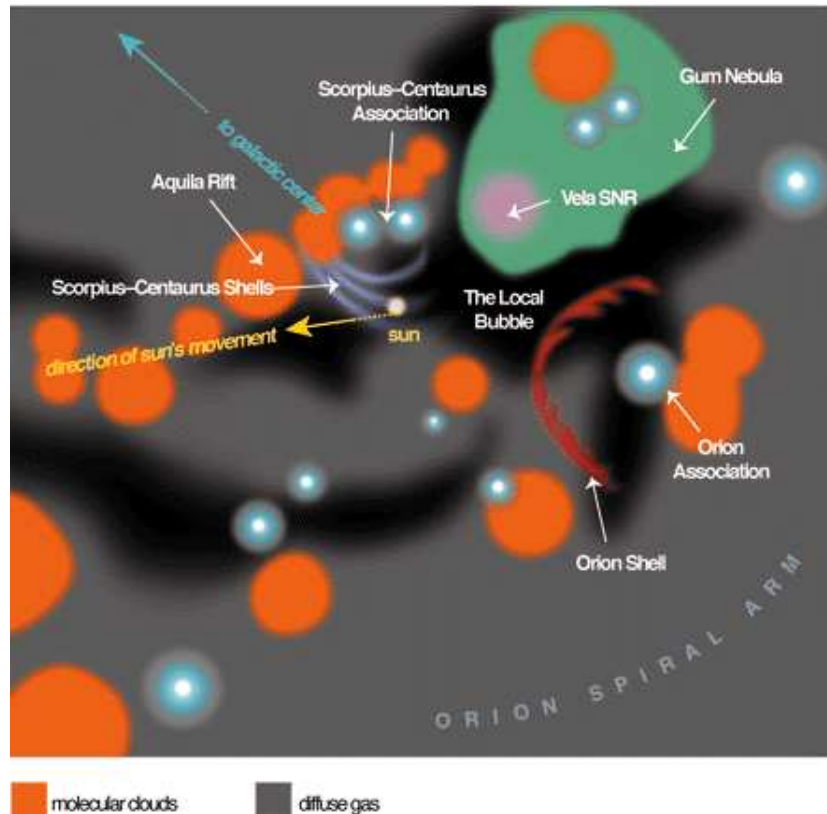 Gum Nebula
Scorpius–Centaurus
Association
to galactic center
Aquila Rift
Vela SNR
Scorpius–Centaurus Shells
The Local
Bubble
direction of sun's movement
sun
Orion
Association
Orion Shell
ORION SPIRAL ARM
molecular clouds
diffuse gas